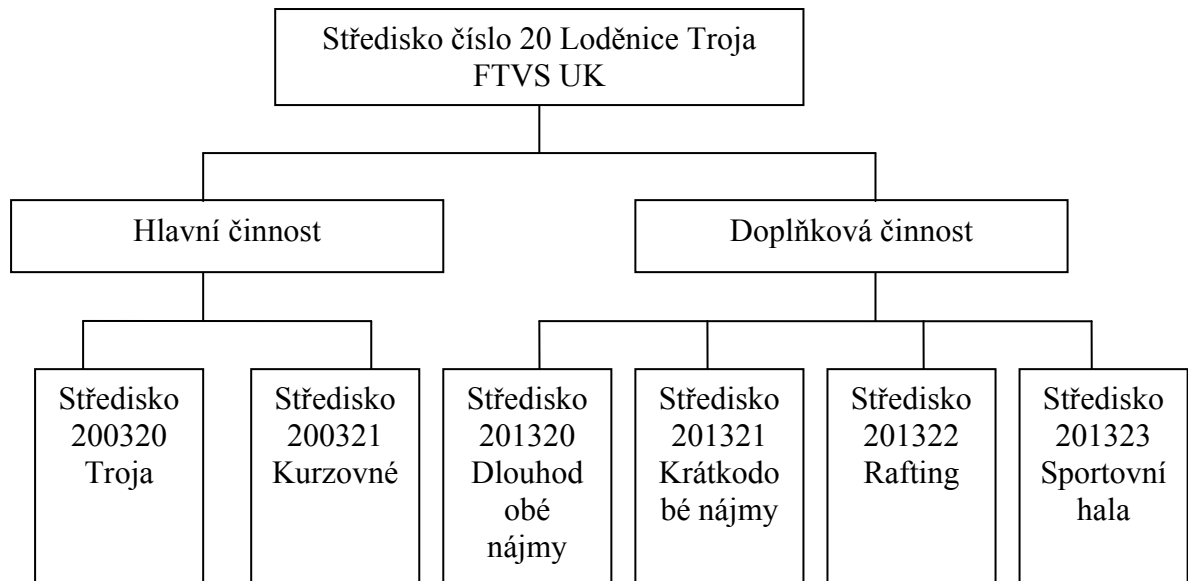 Středisko číslo 20 Loděnice Troja
FTVS UK
Hlavní činnost
Doplňková činnost
Středisko
200320
Troja
Středisko
200321
Kurzovné
Středisko
201320
Dlouhod
obé
nájmy
Středisko
201321
Krátkodo
bé nájmy
Středisko
201322
Rafting
Středisko
201323
Sportovní
hala